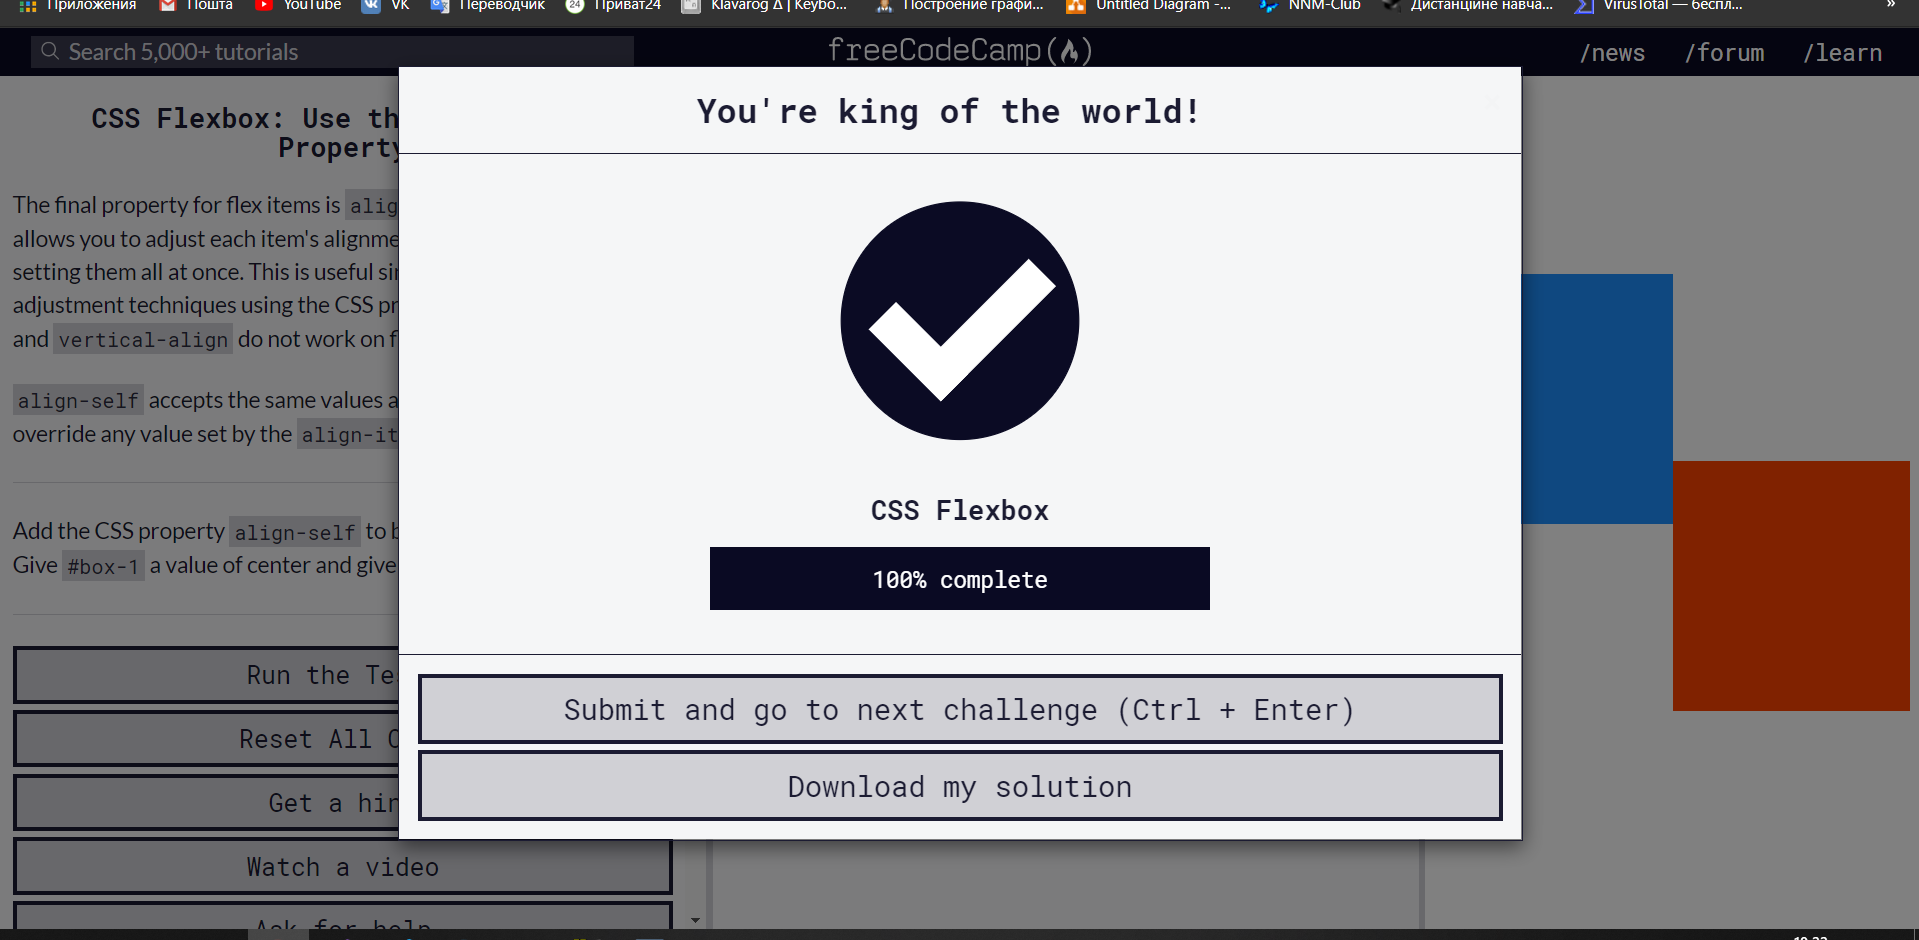 Приложения Пошта YouTube VK Переводчик Приват24 Klavarog Δ | Keybo... Построение графи... Untitled Diagram -... NNM-Club Дистанційне навча... VirusTotal — беспл... »
Search 5,000+ tutorials
freeCodeCamp(
)
/news /forum /learn
CSS Flexbox: Use th
Property
The final property for flex items is alig
allows you to adjust each item's alignme
setting them all at once. This is useful si
adjustment techniques using the CSS pr
and vertical-align do not work on f
align-self accepts the same values a
override any value set by the align-it
Add the CSS property align-self to b
Give #box-1 a value of center and give
Run the Te
Reset All
Get a hin
Watch a video
Ask for help
You're king of the world!
CSS Flexbox
100% complete
Submit and go to next challenge (Ctrl + Enter)
Download my solution